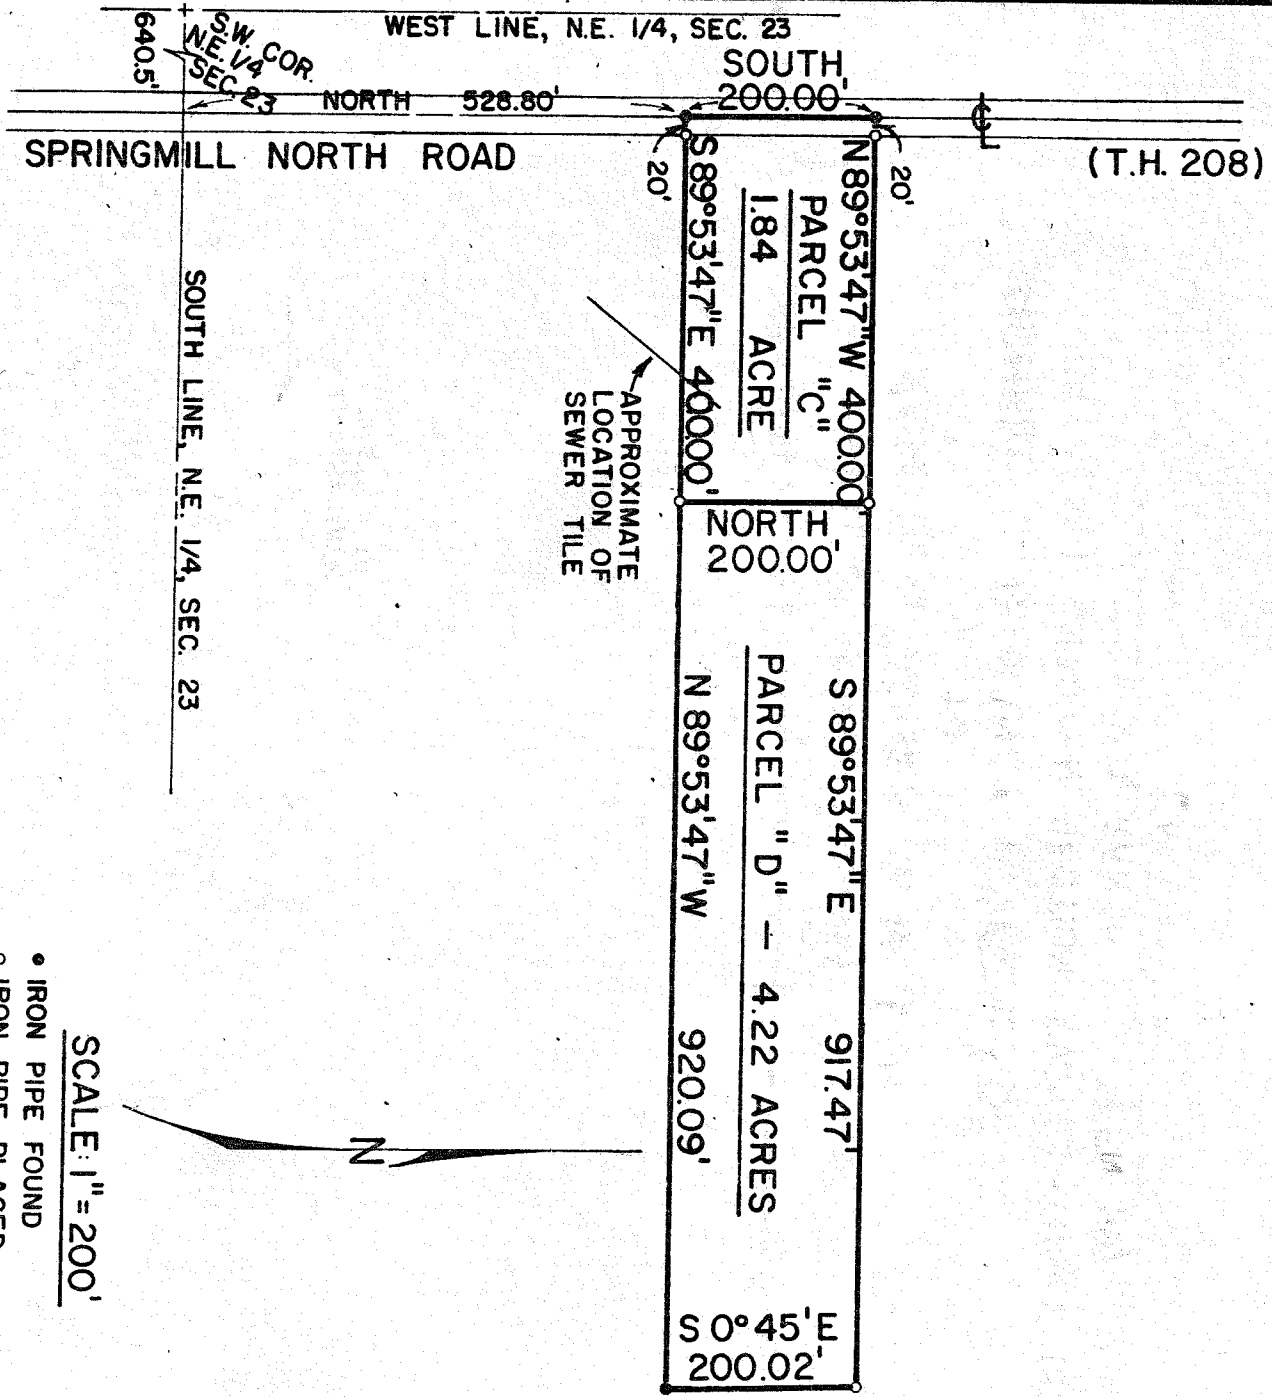 WEST LINE, N.E. 1/4, SEC. 23
S.W. COR.
N.E. 1/4
SEC. 23
640.5'
NORTH 528.80'
SOUTH
200.00'
℄
SPRINGMILL NORTH ROAD
(T.H. 208)
20'
20'
N 89°53'47"W 400.00'
PARCEL "C"
1.84 ACRE
S 89°53'47"E 400.00'
APPROXIMATE
LOCATION OF
SEWER TILE
SOUTH LINE, N.E. 1/4, SEC. 23
NORTH
200.00'
S 89°53'47"E 917.47'
PARCEL "D" — 4.22 ACRES
N 89°53'47"W 920.09'
S 0°45'E
200.02'
N
SCALE: 1" = 200'
IRON PIPE FOUND
IRON PIPE PLACED